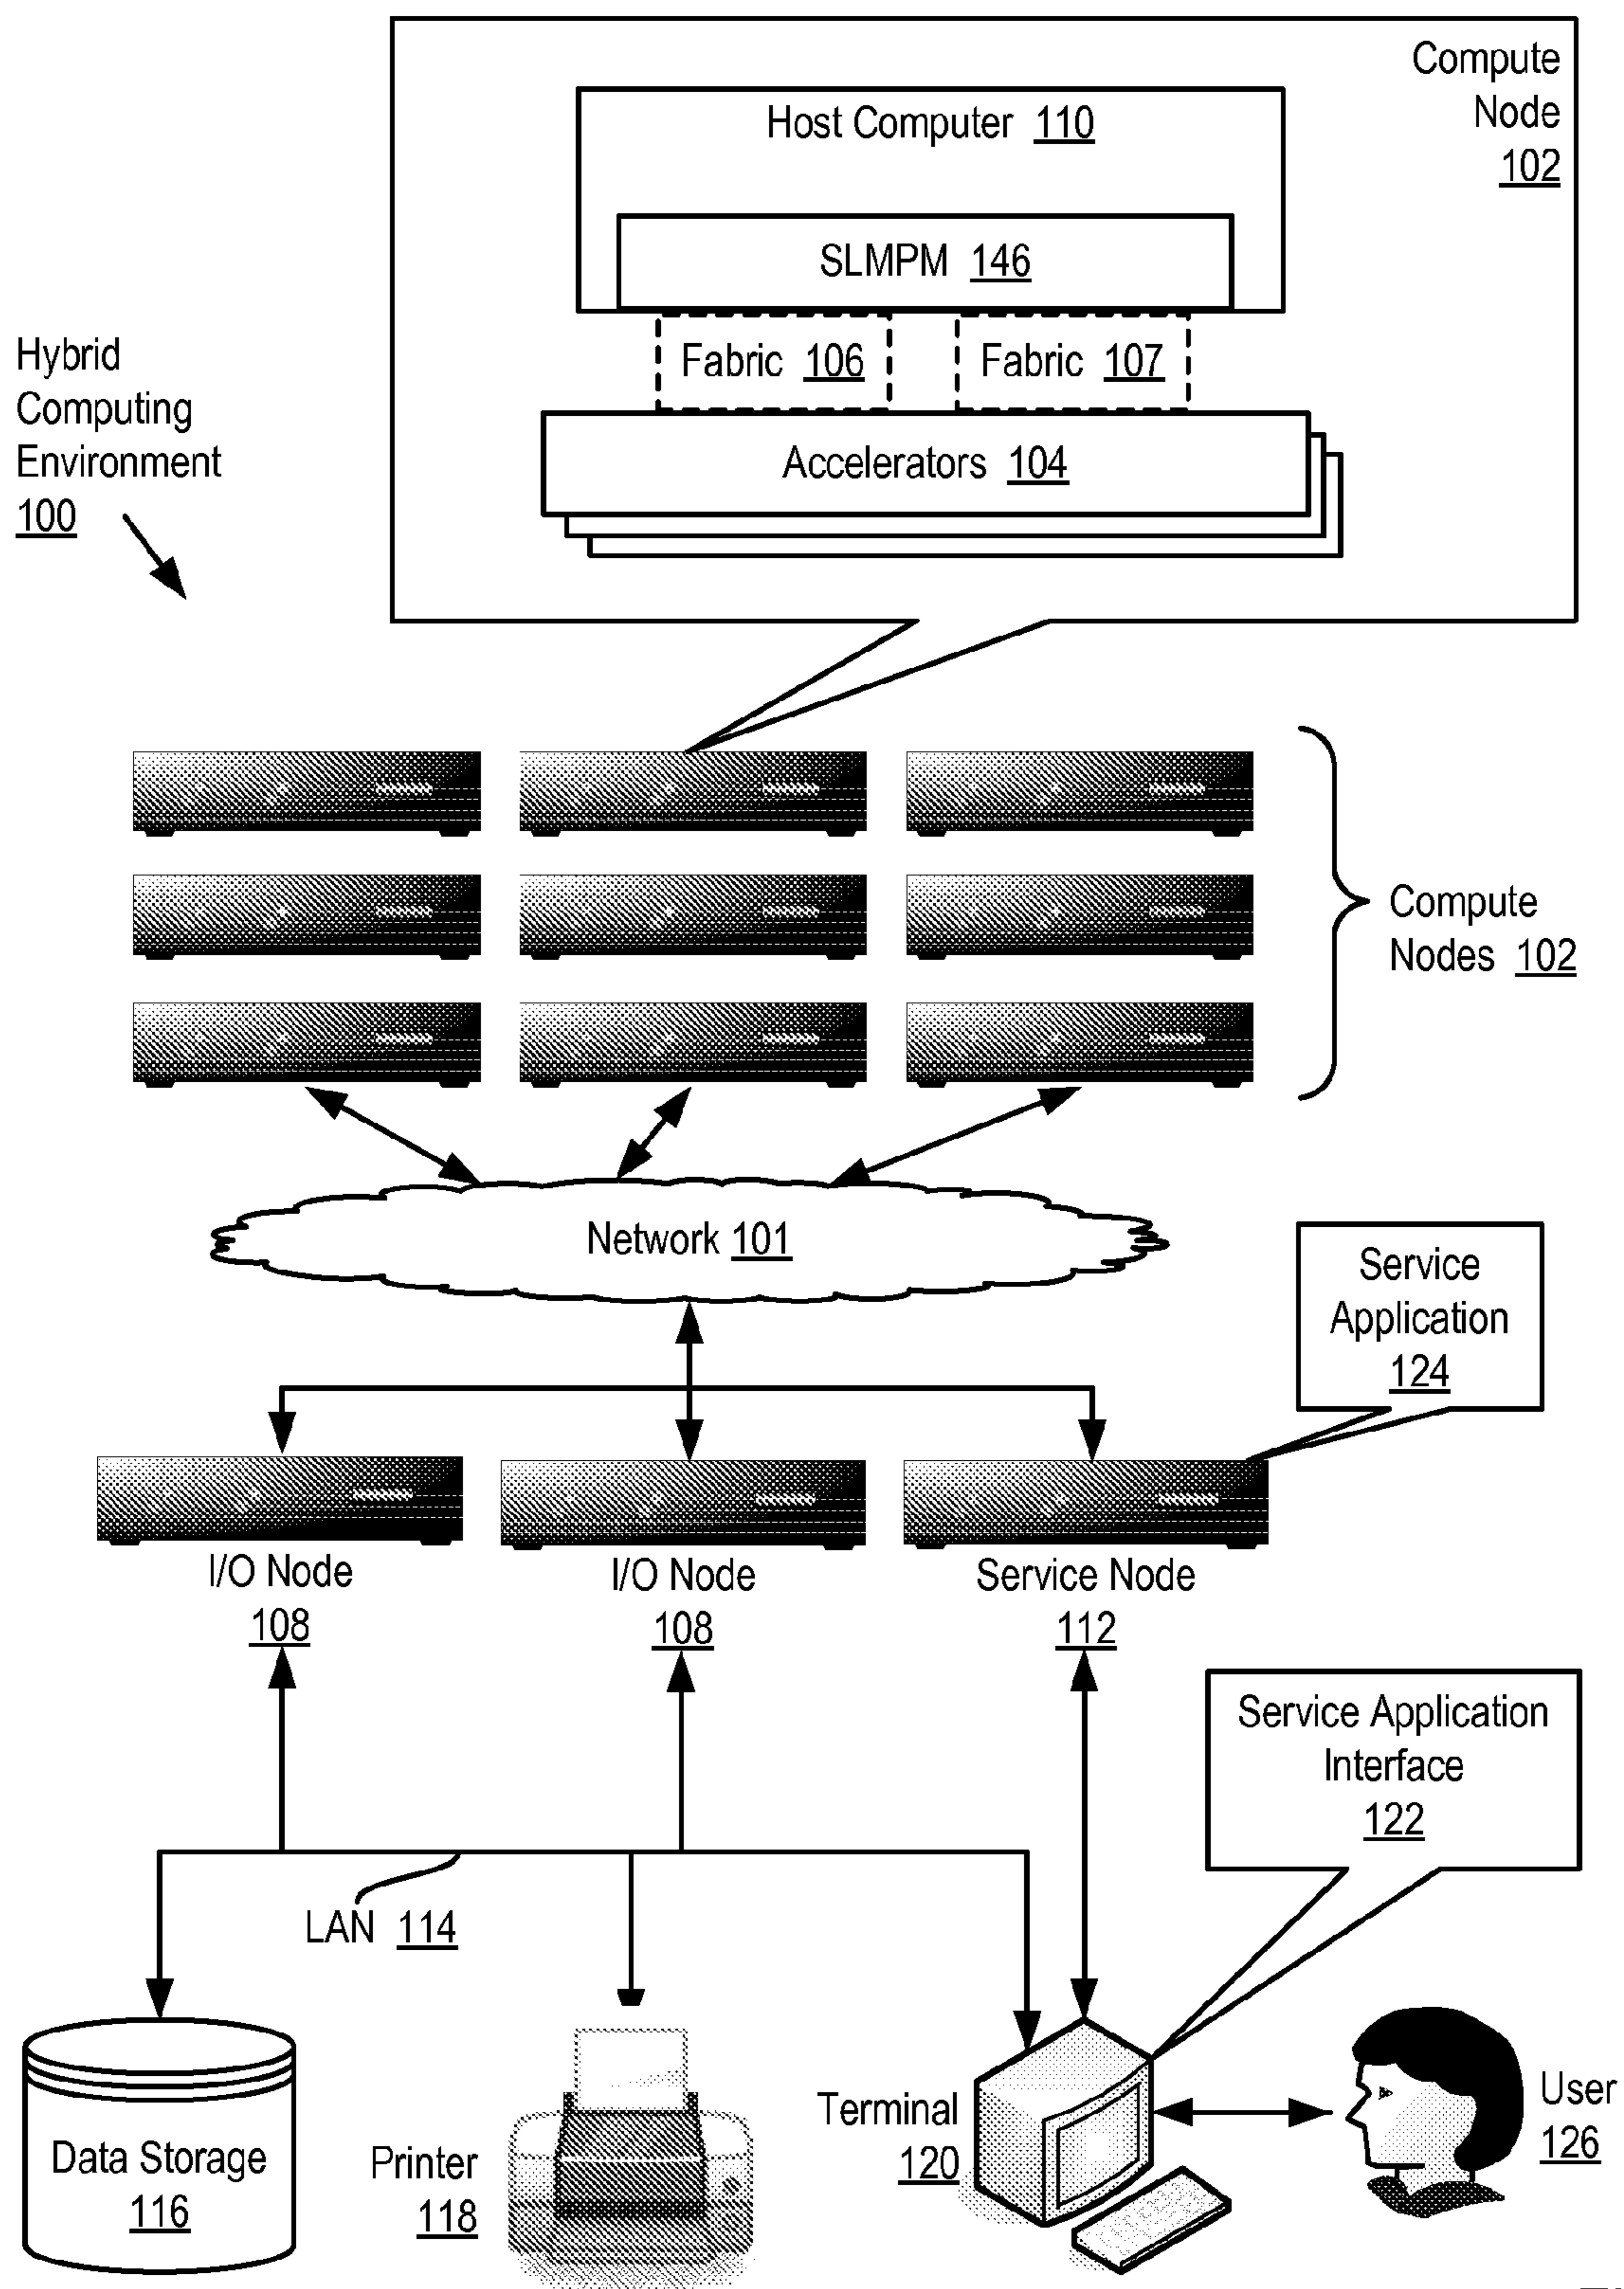 Compute
Node
102
Host Computer 110
SLMPM 146
Fabric 106
Fabric 107
Accelerators 104
Hybrid
Computing
Environment
100
Compute
Nodes 102
Network 101
Service
Application
124
I/O Node
108
I/O Node
108
Service Node
112
Service Application
Interface
122
LAN 114
Data Storage
116
Printer
118
Terminal
120
User
126